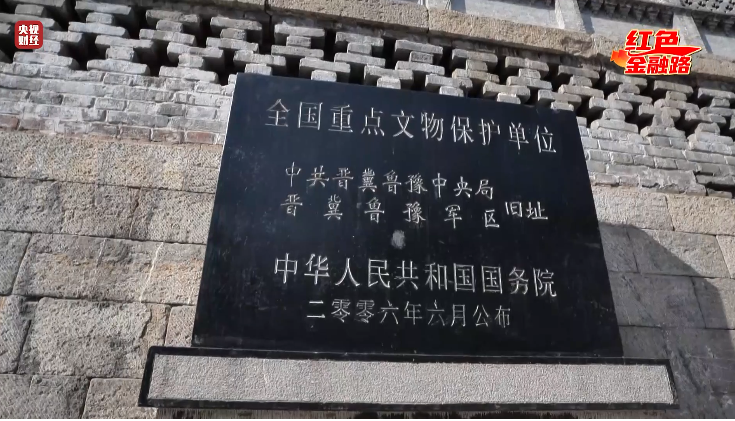 央视
财经
红色
金融路
全国重点文物保护单位
中共晋冀鲁豫中央局
晋冀鲁豫军区旧址
中华人民共和国国务院
二零零六年六月公布